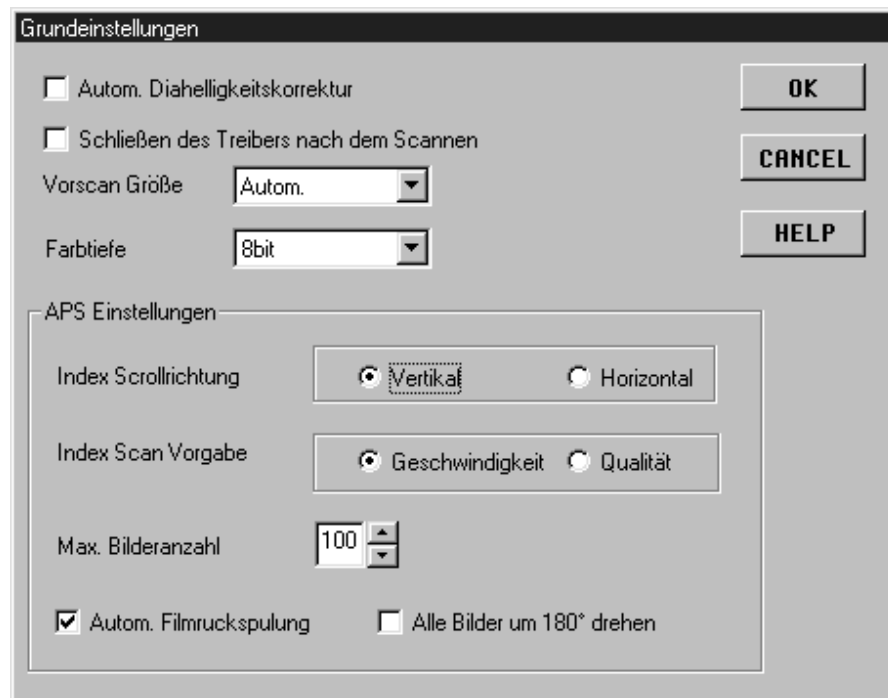 Grundeinstellungen
Autom. Diahelligkeitskorrektur
OK
Schließen des Treibers nach dem Scannen
CANCEL
Vorscan Größe Autom.
HELP
Farbtiefe 8bit
APS Einstellungen
Index Scrollrichtung Vertikal Horizontal
Index Scan Vorgabe Geschwindigkeit Qualität
Max. Bilderanzahl 100
Autom. Filmruckspulung Alle Bilder um 180° drehen